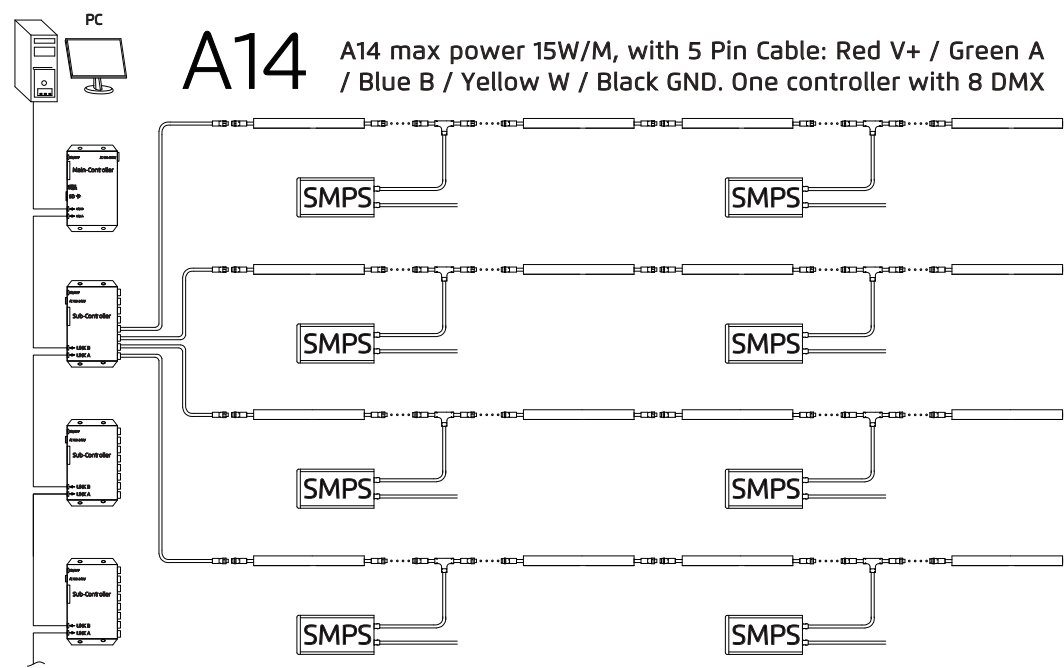 PC
A14
A14 max power 15W/M, with 5 Pin Cable: Red V+ / Green A
/ Blue B / Yellow W / Black GND. One controller with 8 DMX
Main-Controller
SMPS
SMPS
Sub-Controller
LINK B
LINK A
SMPS
SMPS
Sub-Controller
LINK B
LINK A
SMPS
SMPS
Sub-Controller
LINK B
LINK A
SMPS
SMPS